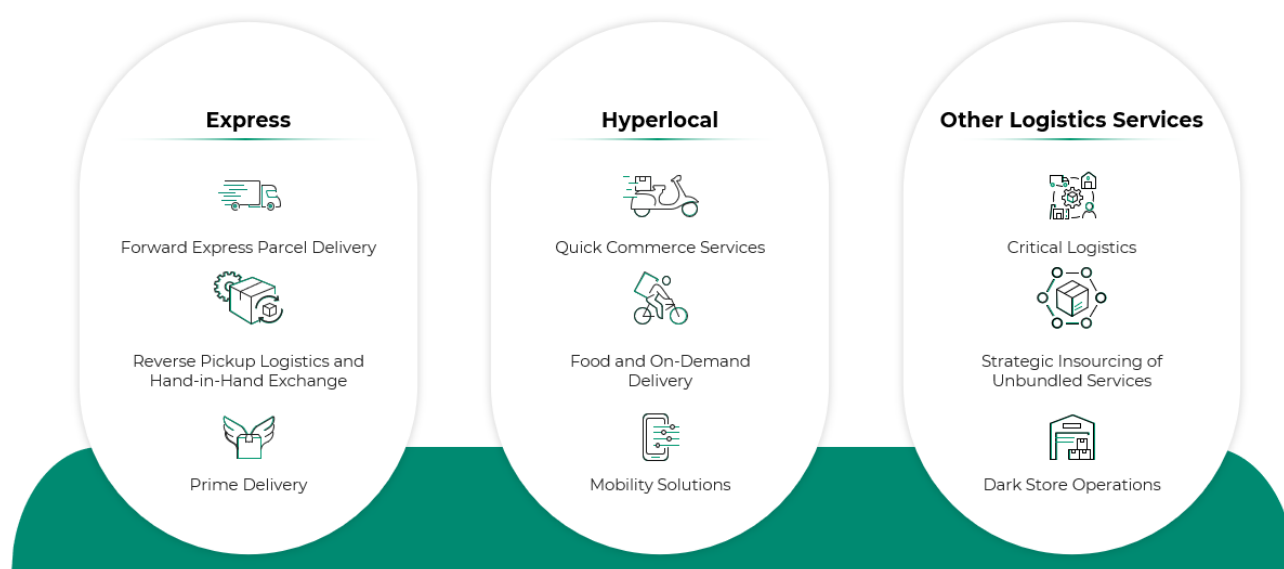 Express
Forward Express Parcel Delivery
Reverse Pickup Logistics and
Hand-in-Hand Exchange
Prime Delivery
Hyperlocal
Quick Commerce Services
Food and On-Demand
Delivery
Mobility Solutions
Other Logistics Services
Critical Logistics
Strategic Insourcing of
Unbundled Services
Dark Store Operations